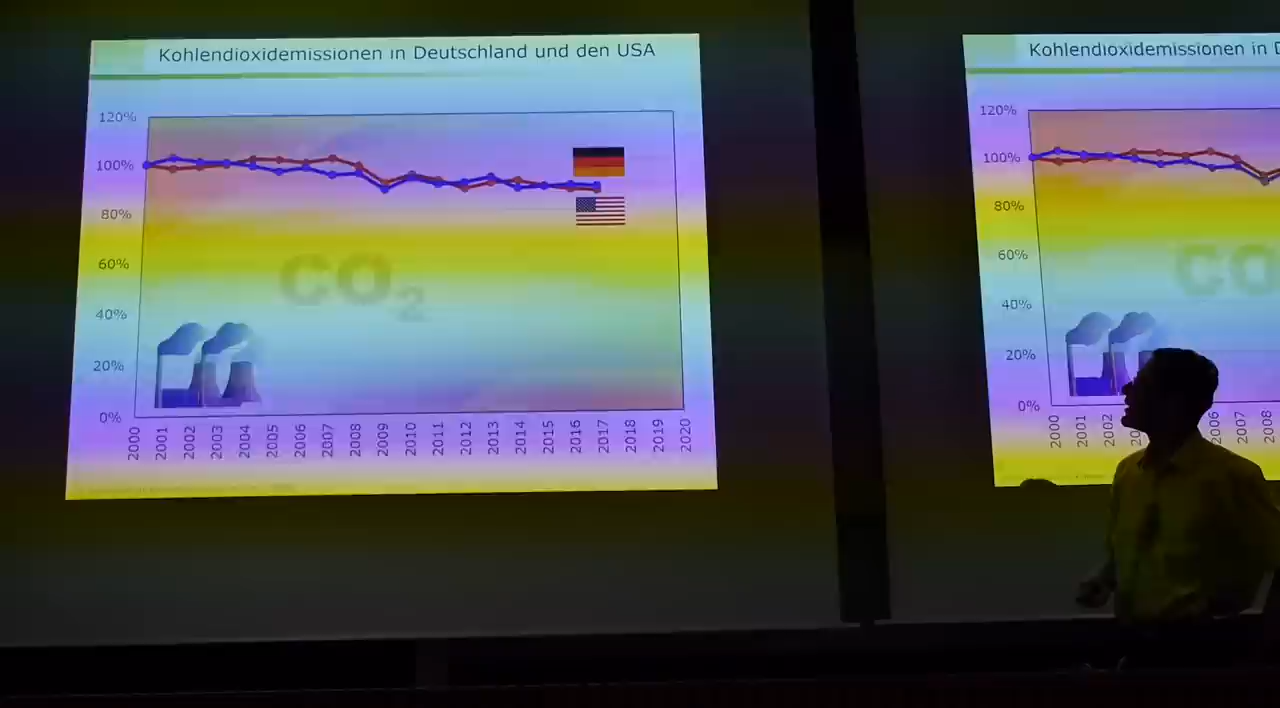 Kohlendioxidemissionen in Deutschland und den USA
120%
100%
80%
60%
40%
20%
0%
CO2
2000 2001 2002 2003 2004 2005 2006 2007 2008 2009 2010 2011 2012 2013 2014 2015 2016 2017 2018 2019 2020
Kohlendioxidemissionen in
120%
100%
80%
60%
40%
20%
0%
CO
2000 2001 2002 2006 2007 2008